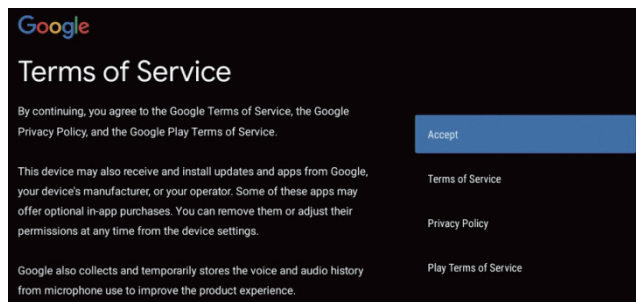 Google
Terms of Service
By continuing, you agree to the Google Terms of Service, the Google
Privacy Policy, and the Google Play Terms of Service.
This device may also receive and install updates and apps from Google,
your device's manufacturer, or your operator. Some of these apps may
offer optional in-app purchases. You can remove them or adjust their
permissions at any time from the device settings.
Google also collects and temporarily stores the voice and audio history
from microphone use to improve the product experience.
Accept
Terms of Service
Privacy Policy
Play Terms of Service